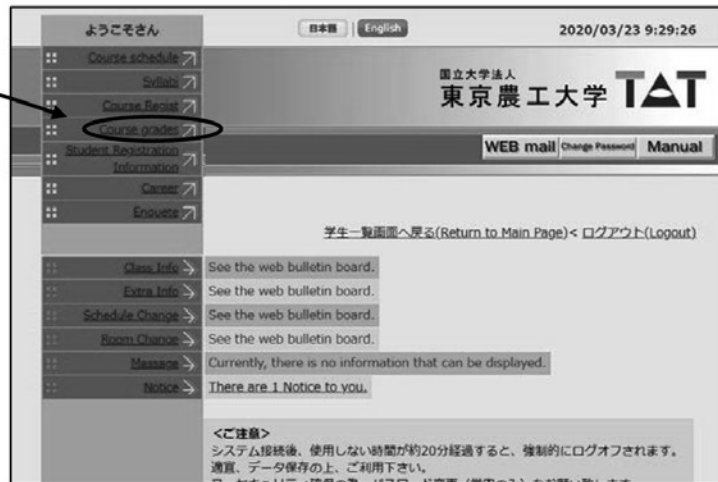 ようこそさん
日本語 | English
2020/03/23 9:29:26
Course schedule
Syllabi
Course Regist
Course grades
Student Registration
Information
Career
Enquete
国立大学法人
東京農工大学 TAT
WEB mail Change Password Manual
学生一覧画面へ戻る(Return to Main Page)< ログアウト(Logout)
Class Info See the web bulletin board.
Extra Info See the web bulletin board.
Schedule Change See the web bulletin board.
Room Change See the web bulletin board.
Message Currently, there is no information that can be displayed.
Notice There are 1 Notice to you.
<ご注意>
システム接続後、使用しない時間が約20分経過すると、強制的にログオフされます。
適宜、データ保存の上、ご利用下さい。